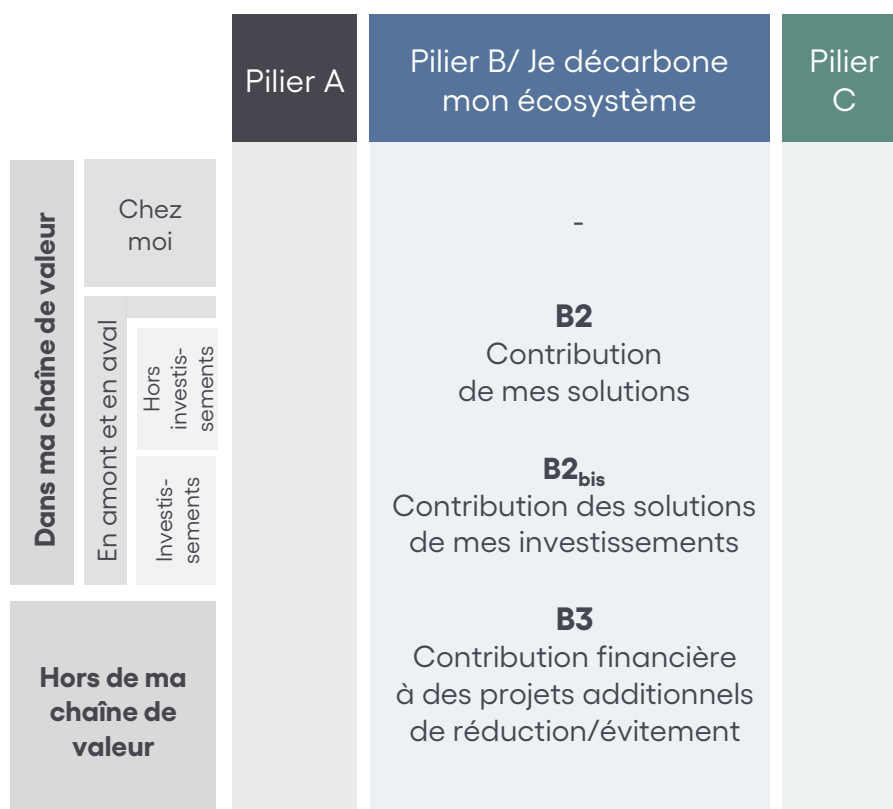 Pilier A
Pilier B/ Je décarbone
mon écosystème
Pilier
C
Dans ma chaîne de valeur
Chez
moi
-
En amont et en aval
Hors
investis-
sements
B2
Contribution
de mes solutions
Investis-
sements
B2bis
Contribution des solutions
de mes investissements
Hors de ma
chaîne de
valeur
B3
Contribution financière
à des projets additionnels
de réduction/évitement